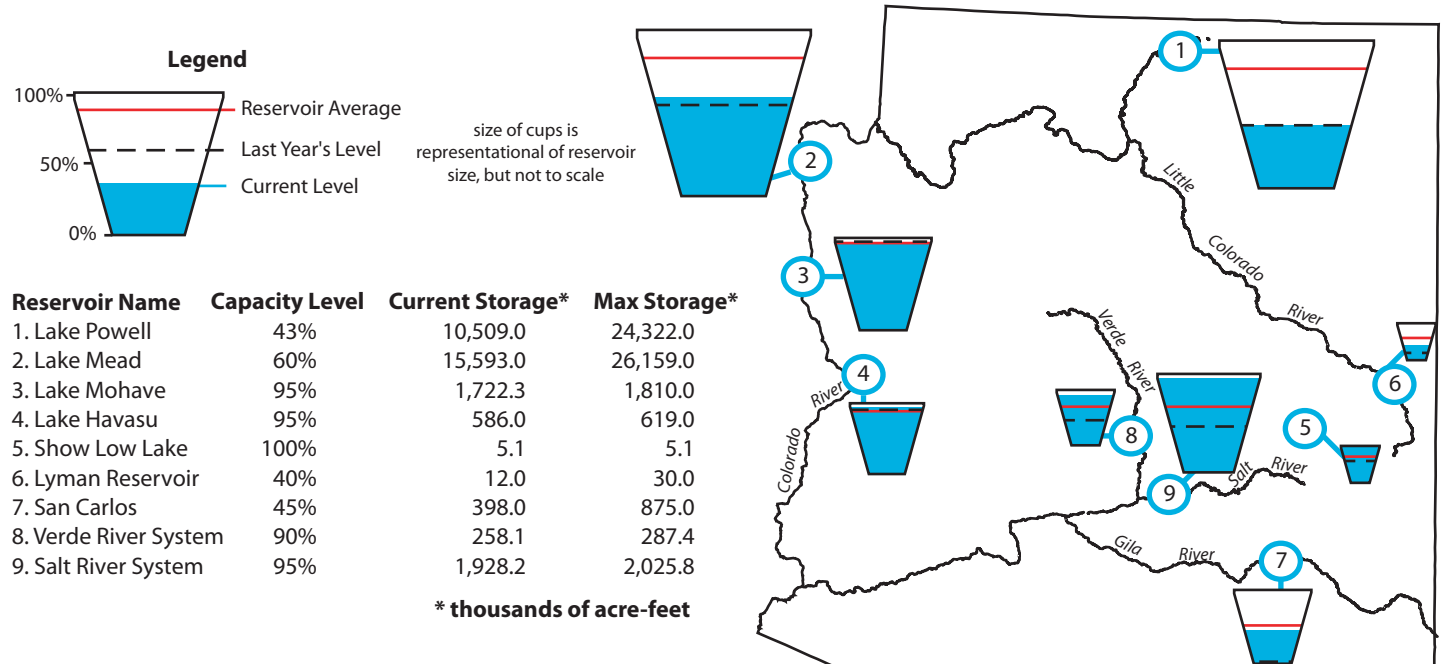 Legend
100%
50%
0%
Reservoir Average
Last Year's Level
Current Level
size of cups is
representational of reservoir
size, but not to scale
Reservoir Name Capacity Level Current Storage* Max Storage*
1. Lake Powell 43% 10,509.0 24,322.0
2. Lake Mead 60% 15,593.0 26,159.0
3. Lake Mohave 95% 1,722.3 1,810.0
4. Lake Havasu 95% 586.0 619.0
5. Show Low Lake 100% 5.1 5.1
6. Lyman Reservoir 40% 12.0 30.0
7. San Carlos 45% 398.0 875.0
8. Verde River System 90% 258.1 287.4
9. Salt River System 95% 1,928.2 2,025.8
* thousands of acre-feet
1
2
3
4
5
6
7
8
9
Little
Colorado
River
Verde
River
Colorado
River
Salt
River
Gila
River